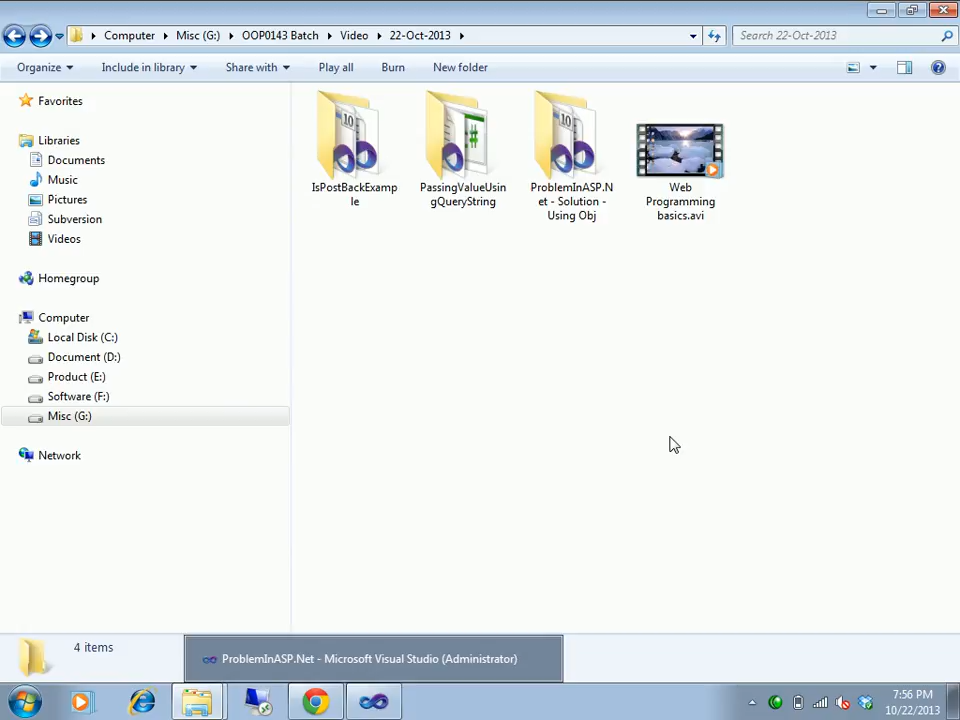 Computer Misc (G:) OOP0143 Batch Video 22-Oct-2013
Search 22-Oct-2013
Organize Include in library Share with Play all Burn New folder
Favorites
Libraries
Documents
Music
Pictures
Subversion
Videos
Homegroup
Computer
Local Disk (C:)
Document (D:)
Product (E:)
Software (F:)
Misc (G:)
Network
IsPostBackExamp
le
PassingValueUsin
gQueryString
ProblemInASP.N
et - Solution -
Using Obj
Web
Programming
basics.avi
4 items
ProblemInASP.Net - Microsoft Visual Studio (Administrator)
7:56 PM
10/22/2013